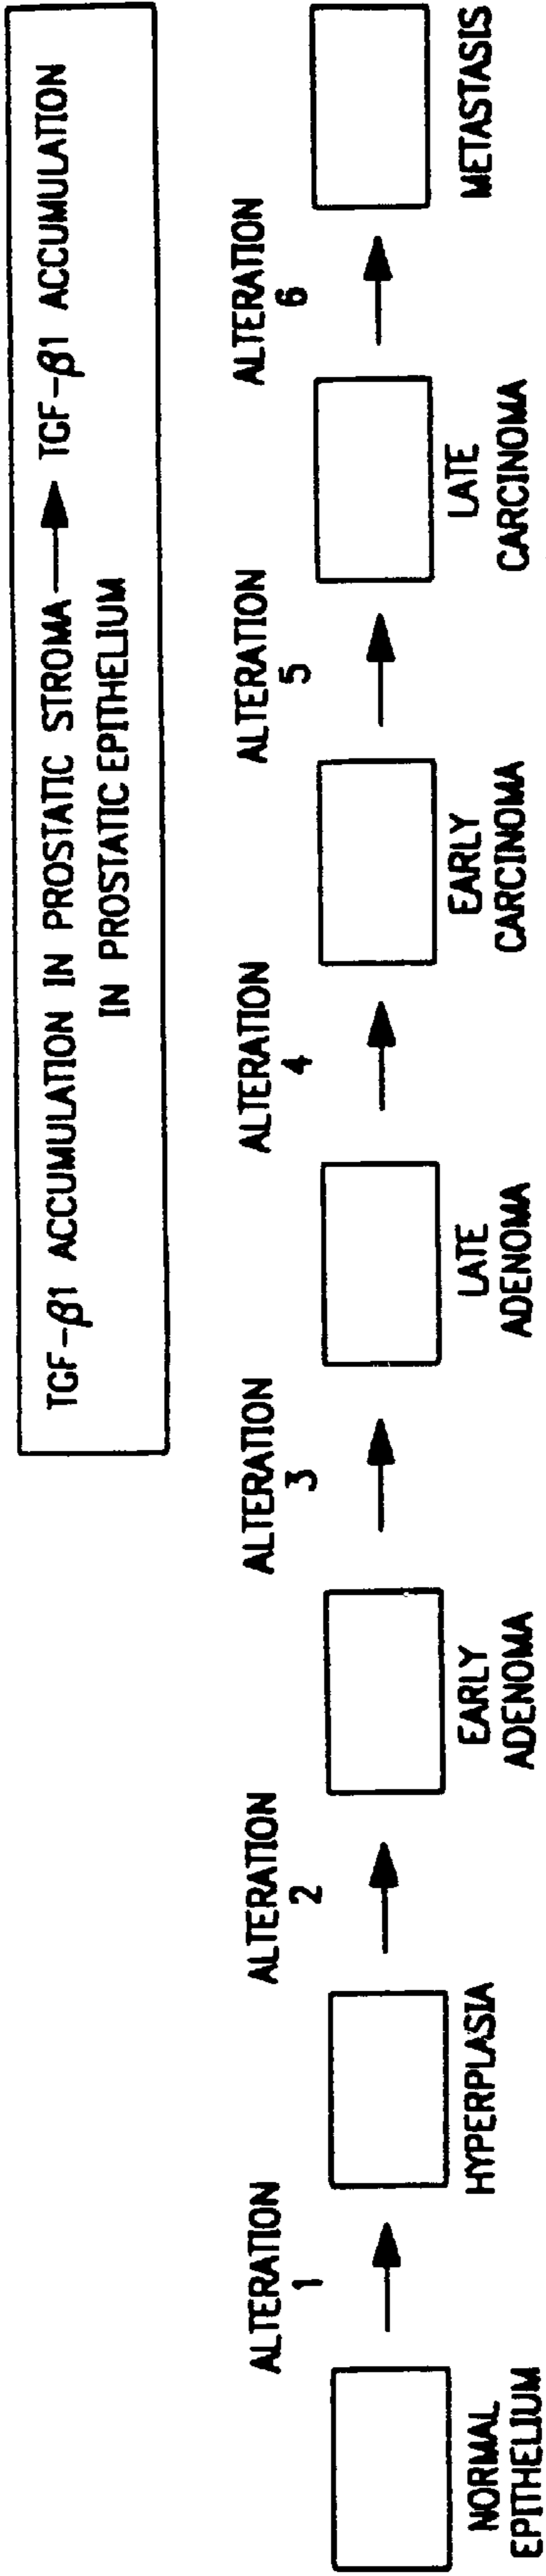 TGF-β1 ACCUMULATION IN PROSTATIC STROMA → TGF-β1 ACCUMULATION
IN PROSTATIC EPITHELIUM
ALTERATION
1
ALTERATION
2
ALTERATION
3
ALTERATION
4
ALTERATION
5
ALTERATION
6
NORMAL
EPITHELIUM
HYPERPLASIA
EARLY
ADENOMA
LATE
ADENOMA
EARLY
CARCINOMA
LATE
CARCINOMA
METASTASIS